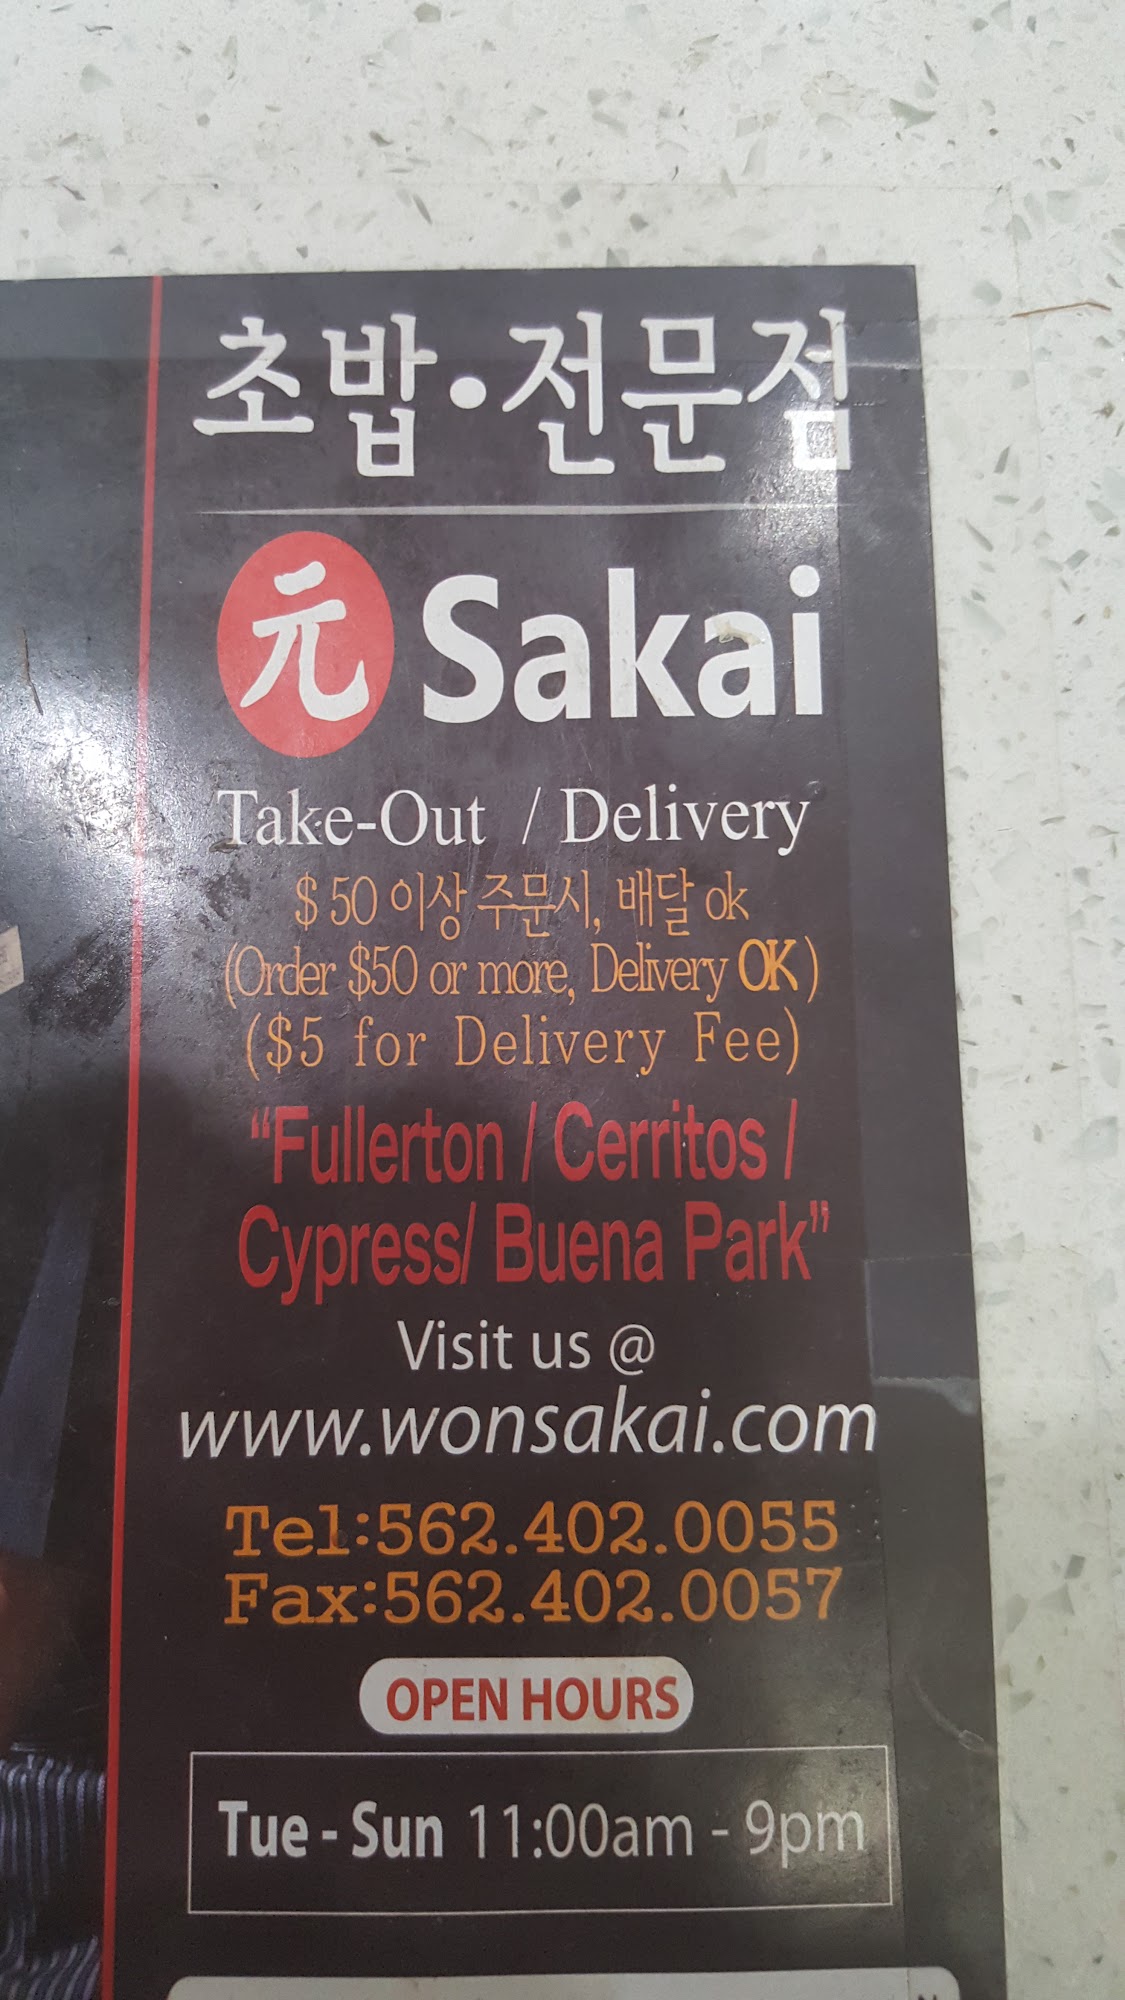 초밥·전문점
元 Sakai
Take-Out / Delivery
$ 50 이상 주문시, 배달 ok
(Order $50 or more, Delivery OK)
($5 for Delivery Fee)
“Fullerton / Cerritos /
Cypress/ Buena Park”
Visit us @
www.wonsakai.com
Tel:562.402.0055
Fax:562.402.0057
OPEN HOURS
Tue - Sun 11:00am - 9pm